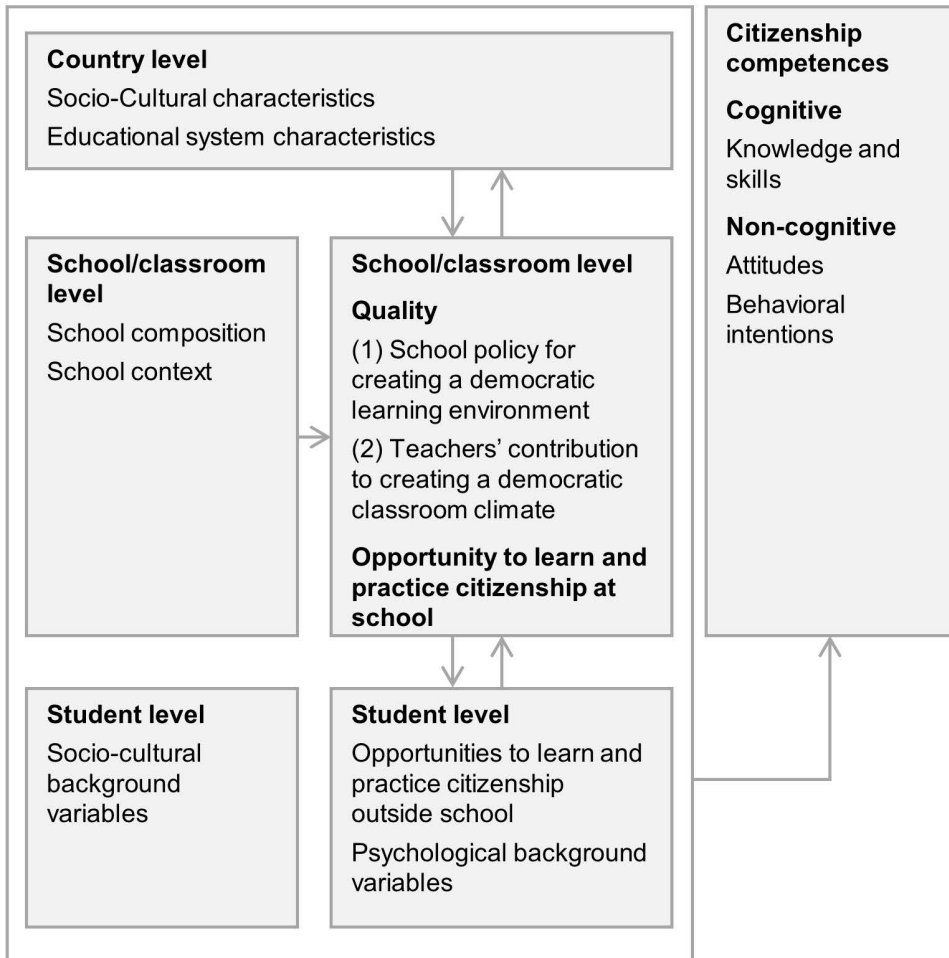 Country level
Socio-Cultural characteristics
Educational system characteristics
School/classroom
level
School composition
School context
School/classroom level
Quality
(1) School policy for
creating a democratic
learning environment
(2) Teachers’ contribution
to creating a democratic
classroom climate
Opportunity to learn and
practice citizenship at
school
Student level
Socio-cultural
background
variables
Student level
Opportunities to learn and
practice citizenship
outside school
Psychological background
variables
Citizenship
competences
Cognitive
Knowledge and
skills
Non-cognitive
Attitudes
Behavioral
intentions